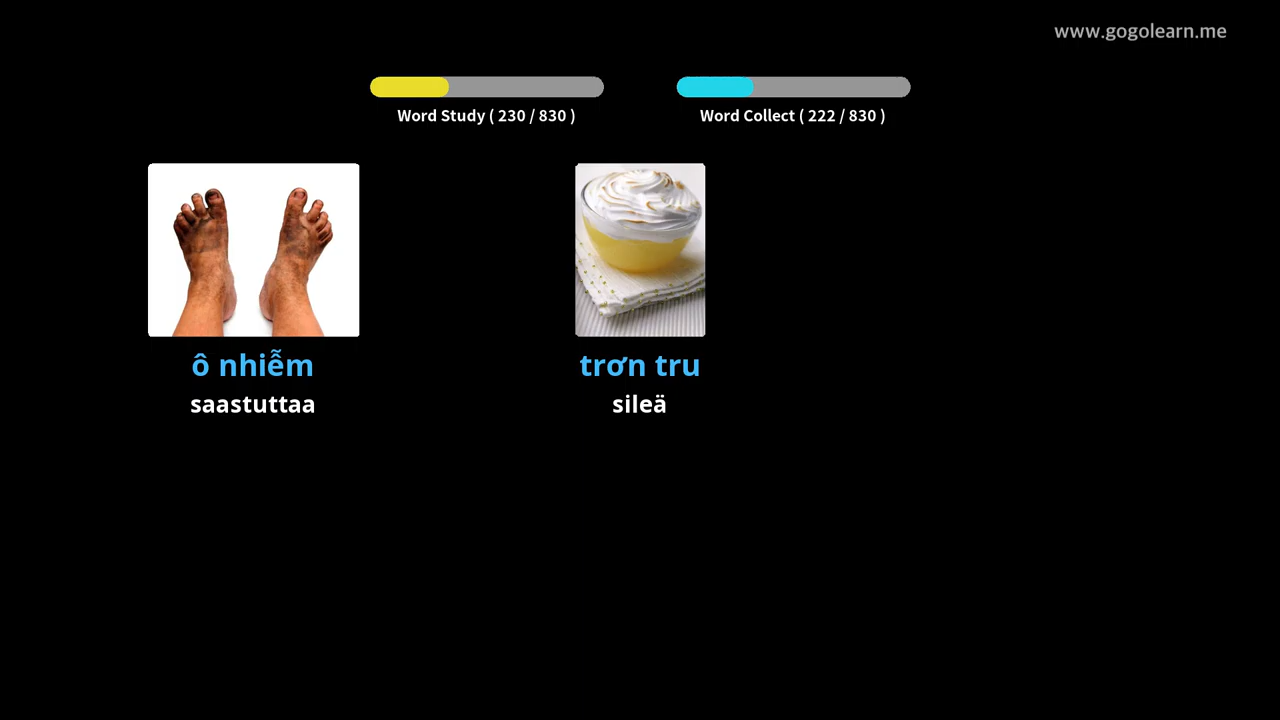 www.gogolearn.me
Word Study ( 230 / 830 )
Word Collect ( 222 / 830 )
ô nhiễm
saastuttaa
trơn tru
sileä